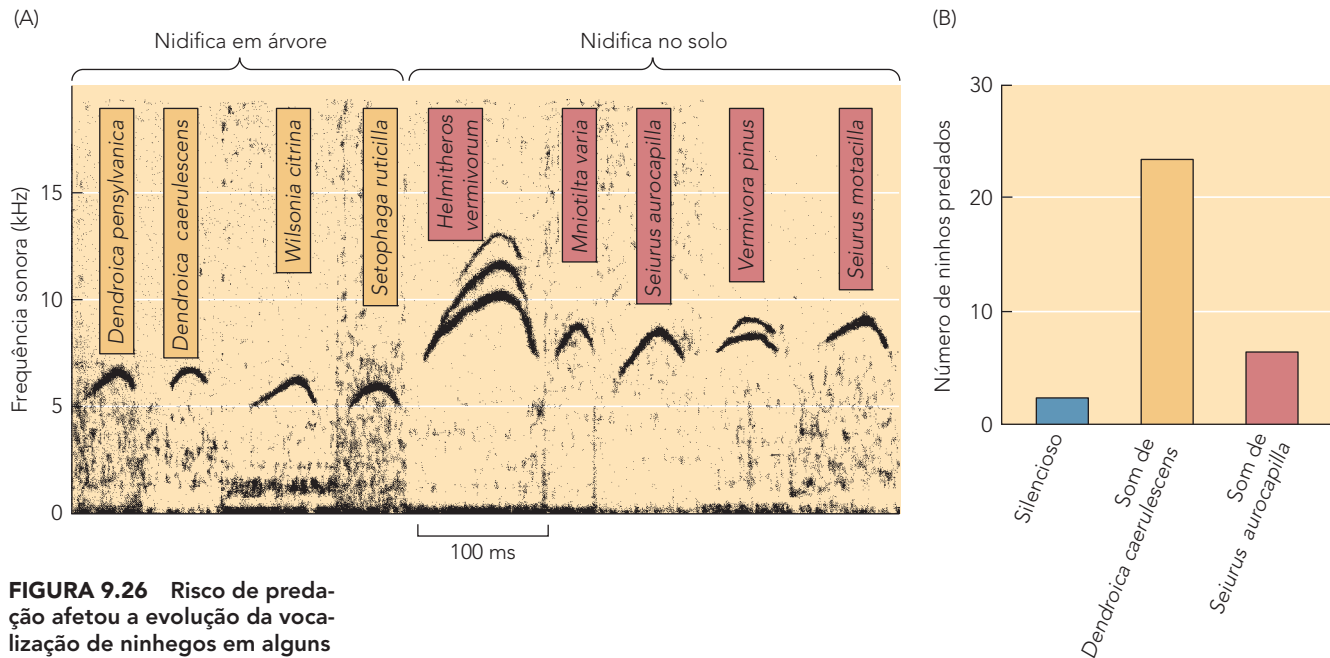 (A)
Nidifica em árvore
Nidifica no solo
Frequência sonora (kHz)
15
10
5
0
Dendroica pensylvanica
Dendroica caerulescens
Wilsonia citrina
Setophaga ruticilla
Helmitheros
vermivorum
Mniotilta varia
Seiurus aurocapilla
Vermivora pinus
Seiurus motacilla
100 ms
(B)
Número de ninhos predados
30
20
10
0
Silencioso
Som de
Dendroica caerulescens
Som de
Seiurus aurocapilla
FIGURA 9.26 Risco de preda-
ção afetou a evolução da voca-
lização de ninhegos em alguns